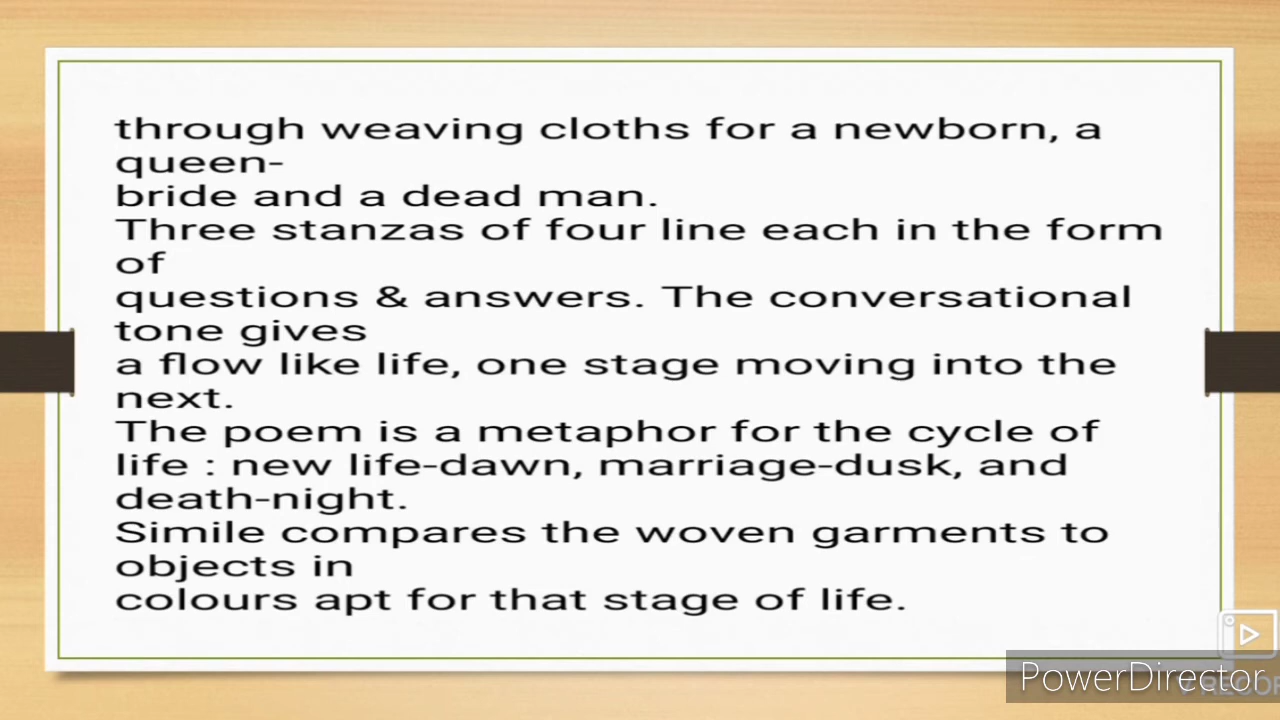 through weaving cloths for a newborn, a
queen-
bride and a dead man.
Three stanzas of four line each in the form
of
questions & answers. The conversational
tone gives
a flow like life, one stage moving into the
next.
The poem is a metaphor for the cycle of
life : new life-dawn, marriage-dusk, and
death-night.
Simile compares the woven garments to
objects in
colours apt for that stage of life.
PowerDirector